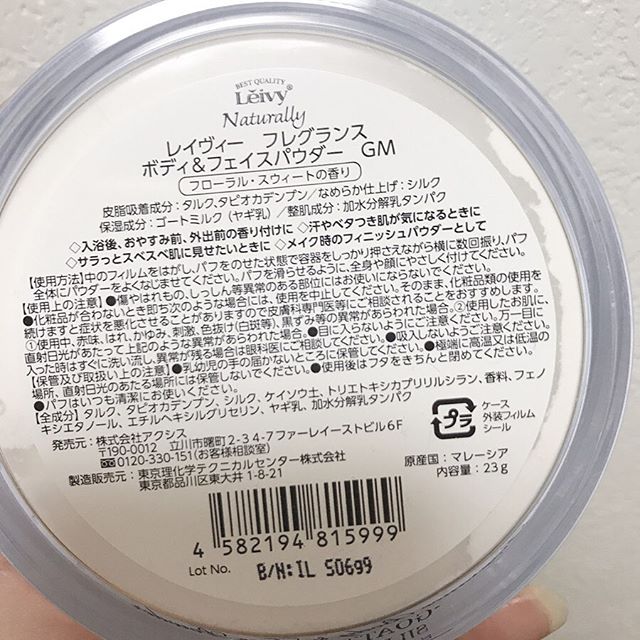 BEST QUALITY
Leivy®
Naturally
レイヴィー フレグランス
ボディ&フェイスパウダー GM
フローラル・スウィートの香り
皮脂吸着成分：タルク、タピオカデンプン／なめらか仕上げ：シルク
保湿成分：ゴートミルク（ヤギ乳）／整肌成分：加水分解乳タンパク
◇入浴後、おやすみ前、外出前の香り付けに ◇汗やベタつき肌が気になるときに
◇サラっとスベスベ肌に見せたいときに ◇メイク時のフィニッシュパウダーとして
【使用方法】中のフィルムをはがし、パフをのせた状態で容器をしっかり押さえながら横に数回振り、パフ
全体にパウダーをよくなじませてください。パフを滑らせるように、全身や顔にやさしく付けてください。
【使用上の注意】●傷やはれもの、しっしん等異常のある部位にはお使いにならないでください。
●化粧品が合わないとき即ち次のような場合には、使用を中止してください。そのまま、化粧品類の使用を
続けますと症状を悪化させることがありますので皮膚科専門医等にご相談されることをおすすめします。
①使用中、赤味、はれ、かゆみ、刺激、色抜け(白斑等)、黒ずみ等の異常があらわれた場合。②使用したお肌に、
直射日光があたって上記のような異常があらわれた場合。●目に入らないようにご注意ください。万一目に
入った時はすぐに洗い流し、異常が残る場合は眼科医にご相談ください。●吸入しないようご注意ください。
【保管及び取扱い上の注意】●乳幼児の手の届かないところに保管してください。●極端に高温又は低温の
場所、直射日光のあたる場所には保管しないでください。●使用後はフタをきちんと閉めてください。
●パフはいつも清潔にお使いください。
【全成分】タルク、タピオカデンプン、シルク、ケイソウ土、トリエトキシカプリリルシラン、香料、フェノ
キシエタノール、エチルヘキシルグリセリン、ヤギ乳、加水分解乳タンパク
発売元：株式会社アクシス
〒190-0012 立川市曙町2-34-7ファーレイーストビル6F
0120-330-151(お客様相談室)
製造販売元：東京理化学テクニカルセンター株式会社
東京都品川区東大井 1-8-21
プラ
ケース
外装フィルム
シール
原産国：マレーシア
内容量：23g
4 582194 815999
Lot No. B/N:IL 50699